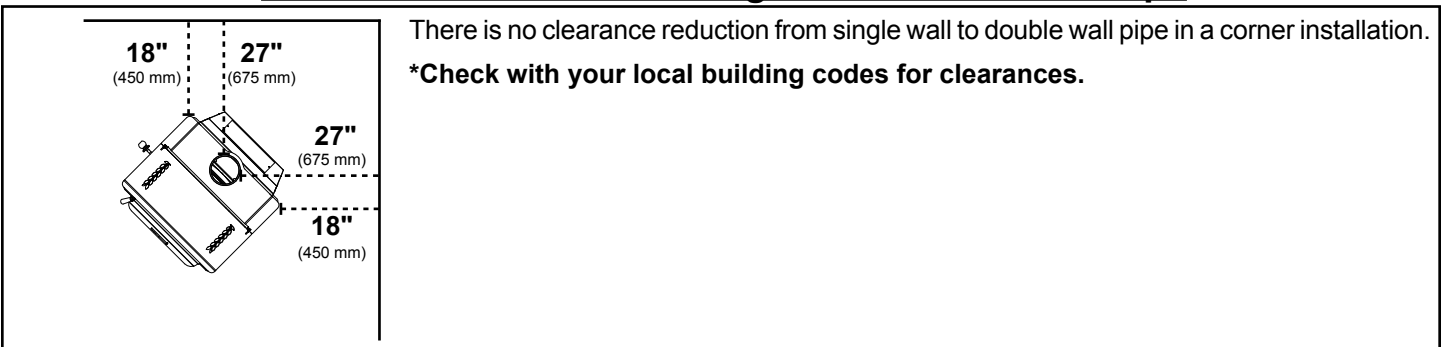 18" 27"
(450 mm) (675 mm)
27"
(675 mm)
18"
(450 mm)
There is no clearance reduction from single wall to double wall pipe in a corner installation.
*Check with your local building codes for clearances.